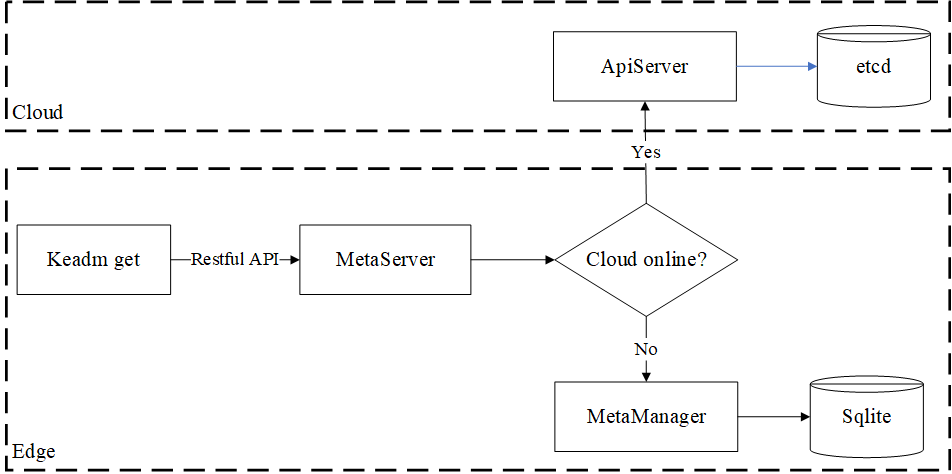 ApiServer
etcd
Cloud
Yes
Keadm get
Restful API
MetaServer
Cloud online?
No
MetaManager
Sqlite
Edge